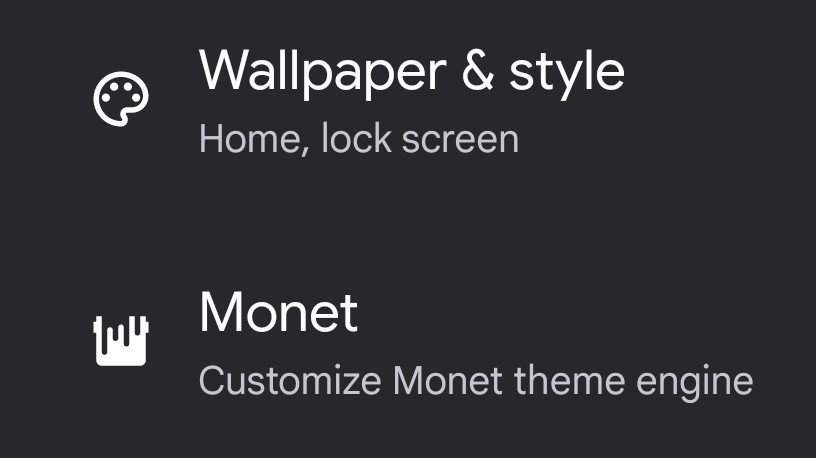 Wallpaper & style
Home, lock screen
Monet
Customize Monet theme engine